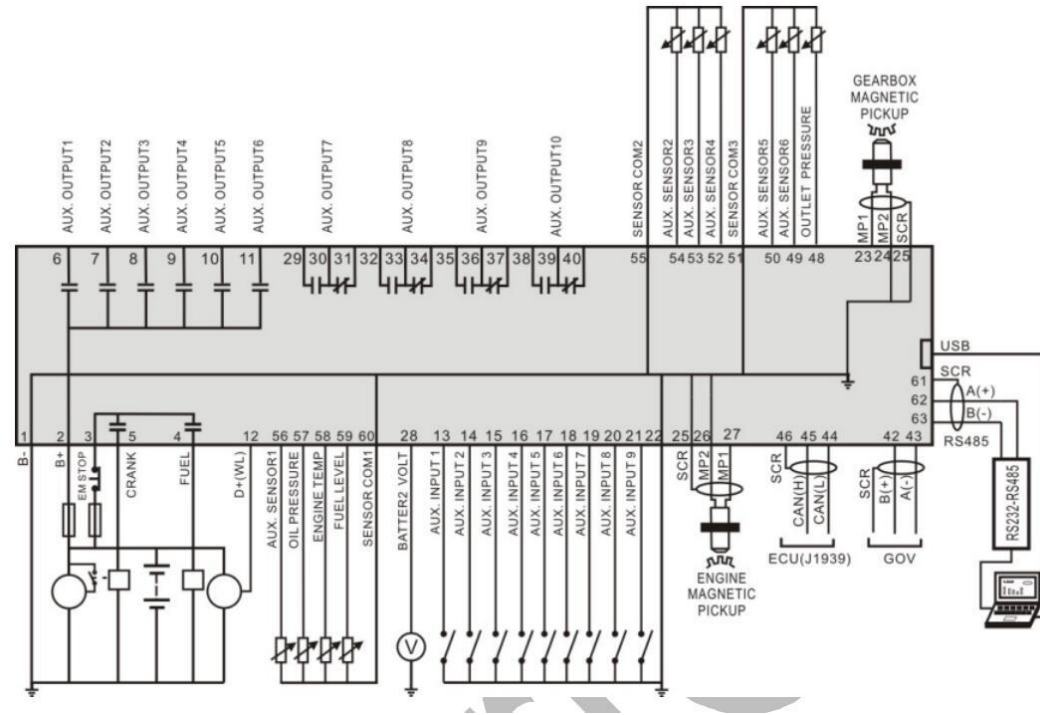 GEARBOX
MAGNETIC
PICKUP
AUX. OUTPUT1
AUX. OUTPUT2
AUX. OUTPUT3
AUX. OUTPUT4
AUX. OUTPUT5
AUX. OUTPUT6
AUX. OUTPUT7
AUX. OUTPUT8
AUX. OUTPUT9
AUX. OUTPUT10
SENSOR COM2
AUX. SENSOR2
AUX. SENSOR3
AUX. SENSOR4
SENSOR COM3
AUX. SENSOR5
AUX. SENSOR6
OUTLET PRESSURE
MP1
MP2
SCR
6 7 8 9 10 11 29 30 31 32 33 34 35 36 37 38 39 40 55 54 53 52 51 50 49 48 23 24 25
USB
SCR
61
A(+)
62
B(-)
63
RS485
1 2 3 5 4 12 56 57 58 59 60 28 13 14 15 16 17 18 19 20 21 22 25 26 27 46 45 44 42 43
B-
B+
EM STOP
CRANK
FUEL
D+(WL)
AUX. SENSOR1
OIL PRESSURE
ENGINE TEMP
FUEL LEVEL
SENSOR COM1
BATTER2 VOLT
AUX. INPUT 1
AUX. INPUT 2
AUX. INPUT 3
AUX. INPUT 4
AUX. INPUT 5
AUX. INPUT 6
AUX. INPUT 7
AUX. INPUT 8
AUX. INPUT 9
SCR
MP2
MP1
SCR
CAN(H)
CAN(L)
SCR
B(+)
A(-)
RS232-RS485
ECU(J1939)
GOV
ENGINE
MAGNETIC
PICKUP
V